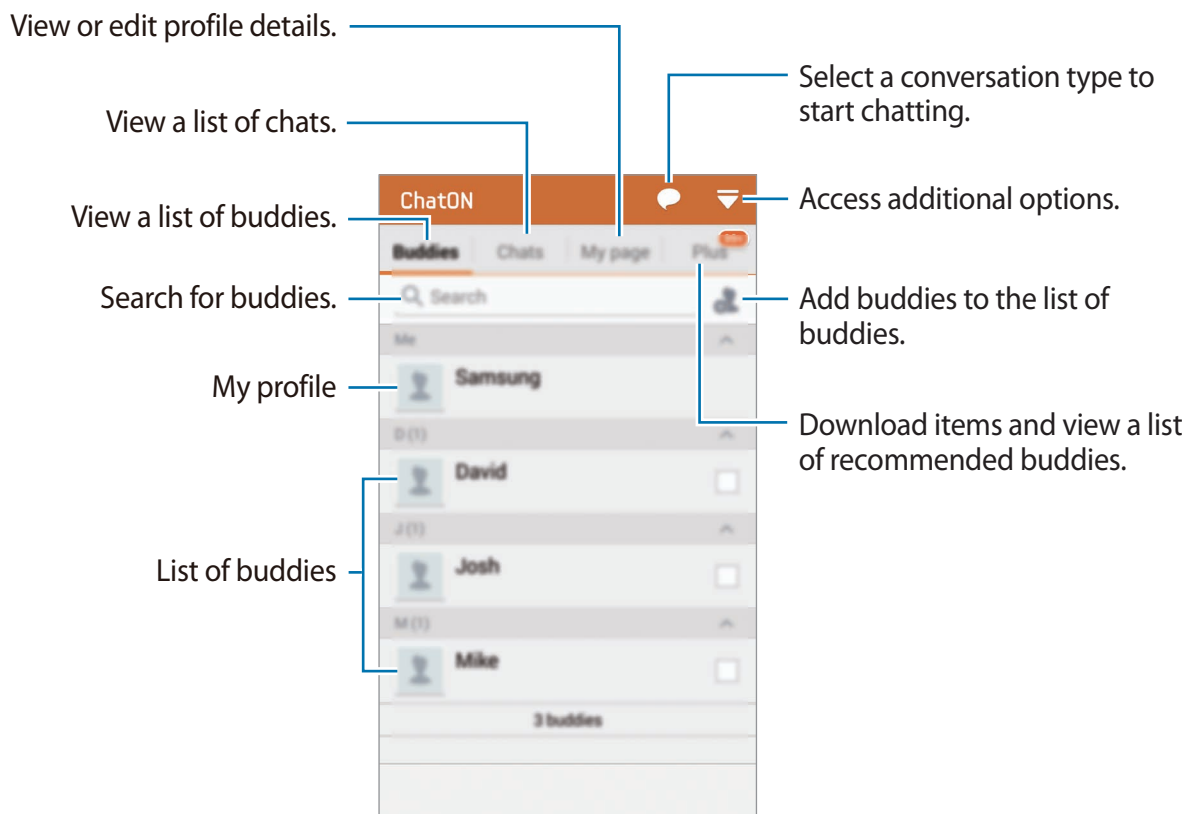 View or edit profile details.
Select a conversation type to
start chatting.
View a list of chats.
ChatON
Access additional options.
View a list of buddies.
Buddies
Chats
My page
Plus
Search for buddies.
Search
Add buddies to the list of
buddies.
Me
My profile
Samsung
D (1)
Download items and view a list
of recommended buddies.
David
J (1)
List of buddies
Josh
M (1)
Mike
3 buddies